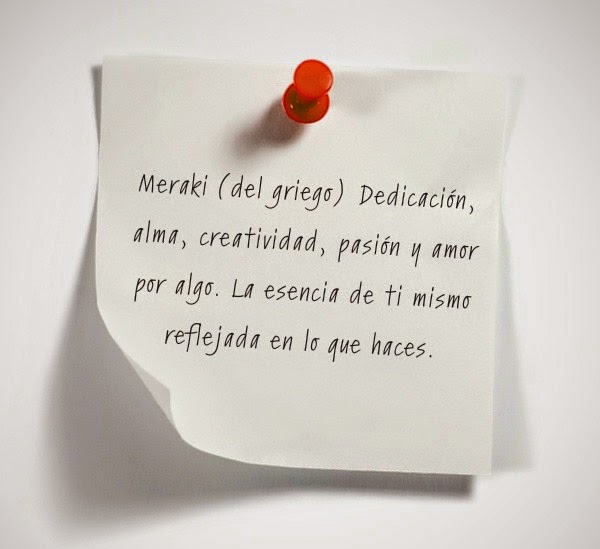 Meraki (del griego) Dedicación,
alma, creatividad, pasión y amor
por algo. La esencia de ti mismo
reflejada en lo que haces.